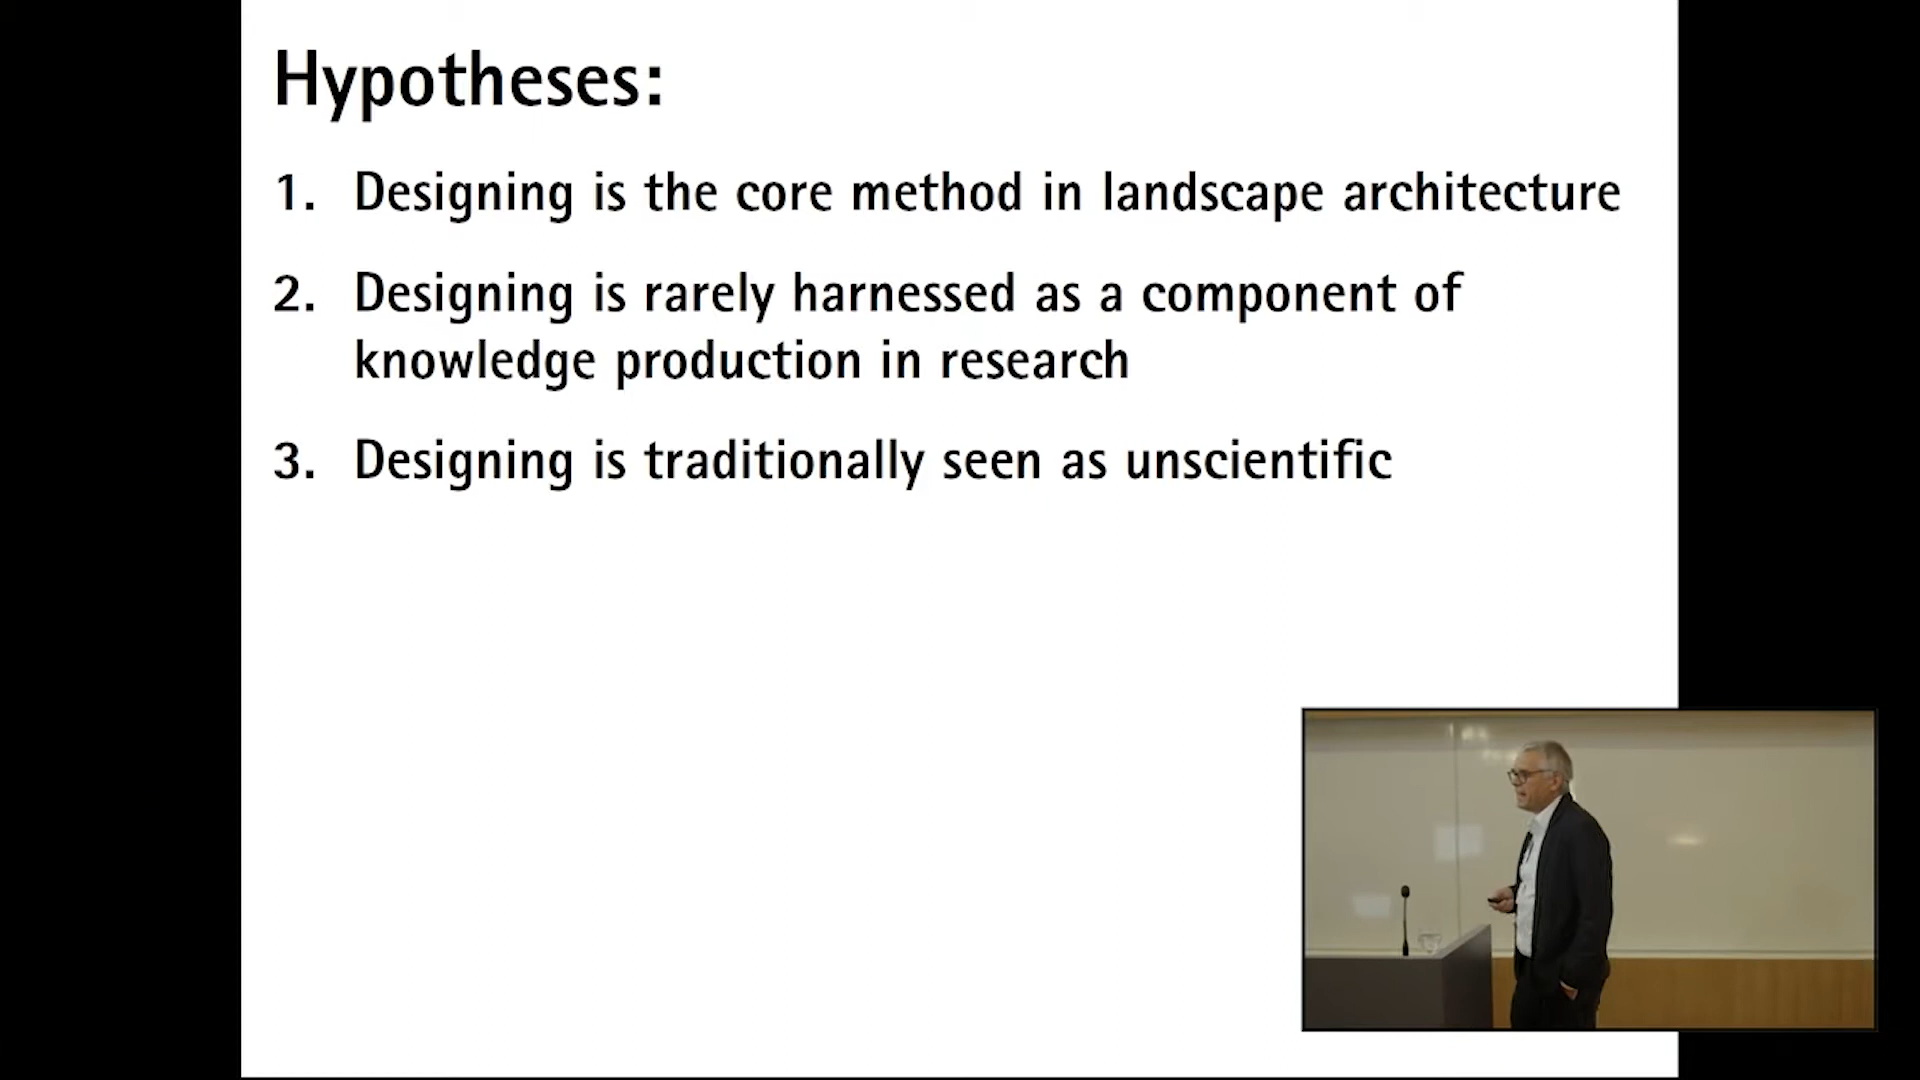 Hypotheses:
1. Designing is the core method in landscape architecture
2. Designing is rarely harnessed as a component of
knowledge production in research
3. Designing is traditionally seen as unscientific